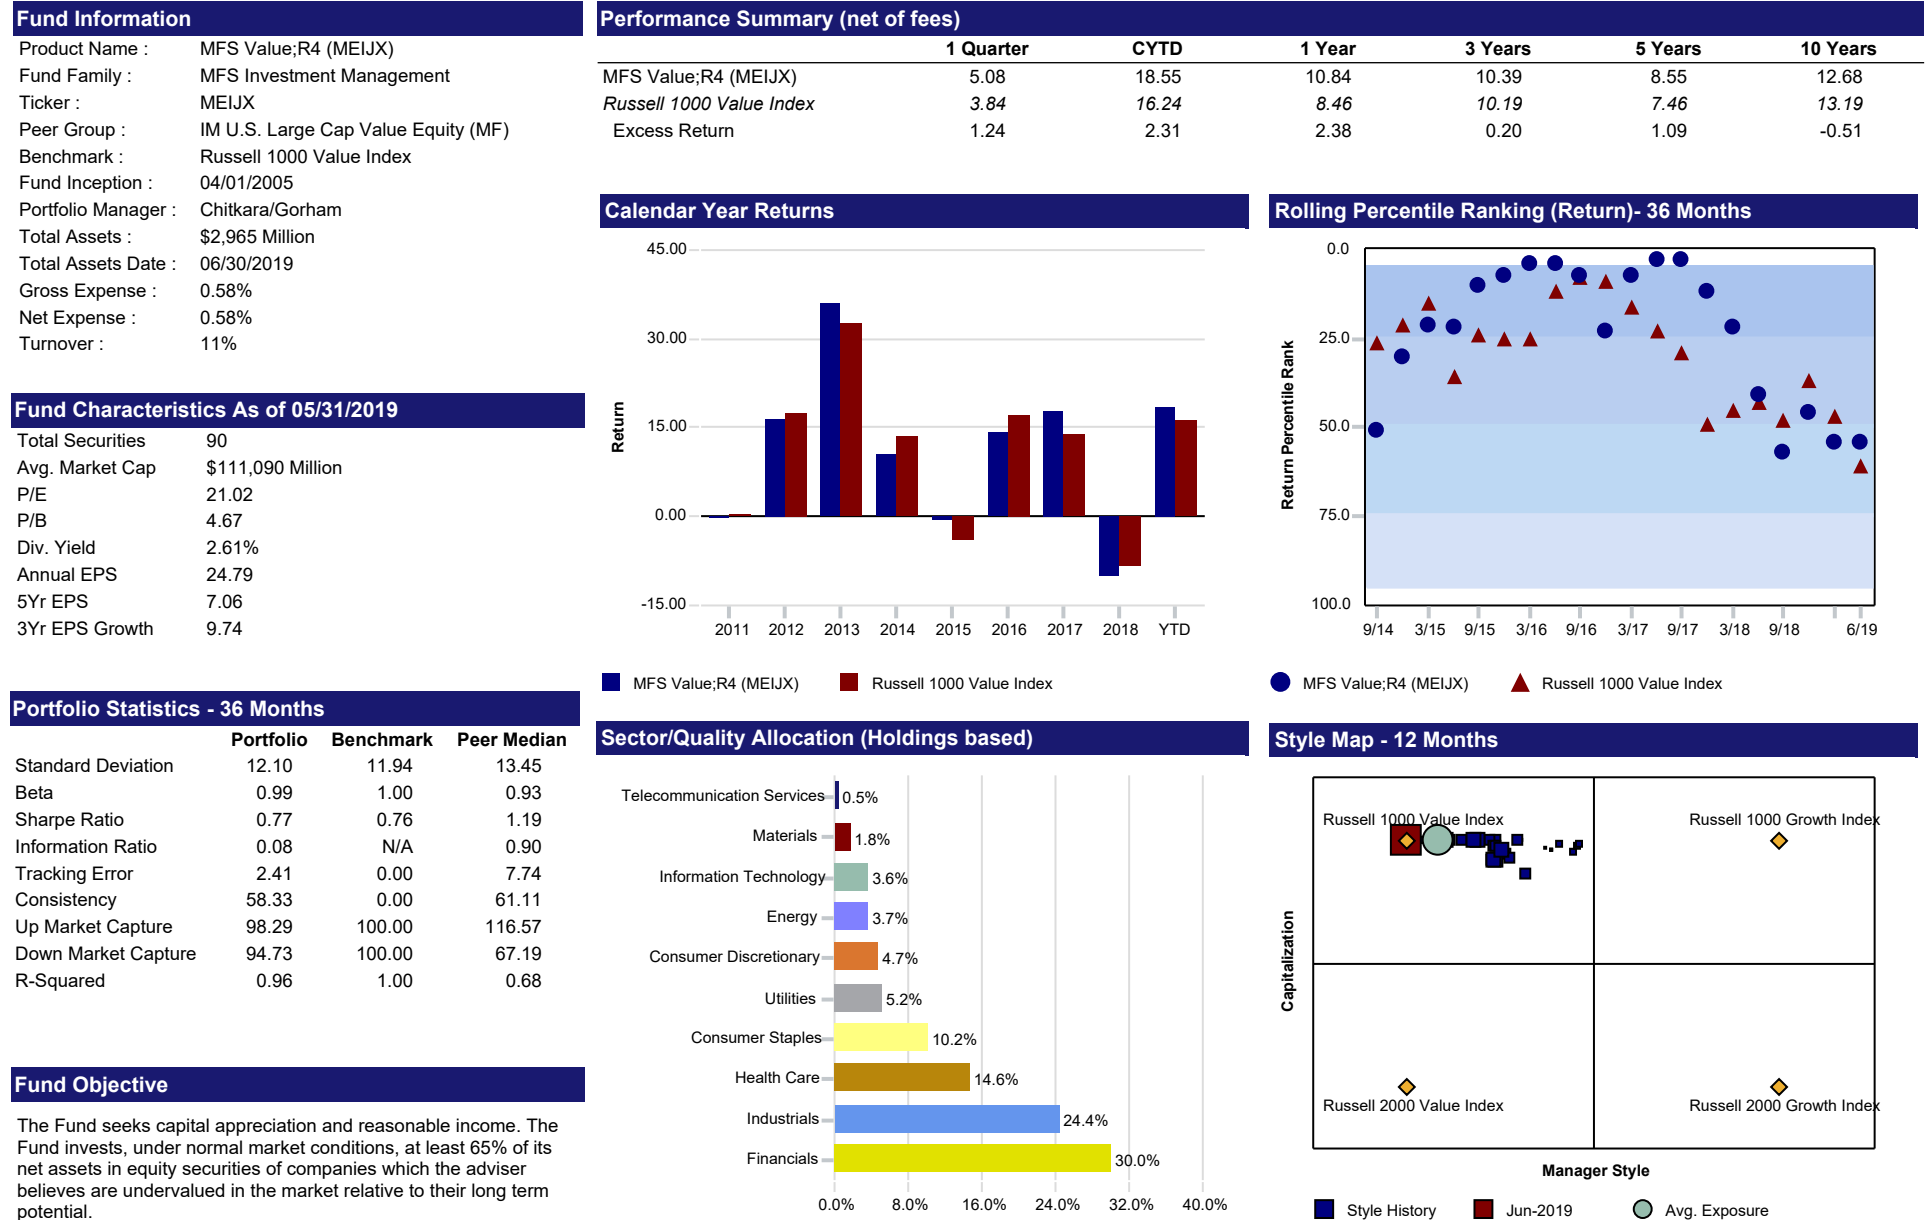 Fund Information
Product Name : MFS Value;R4 (MEIJX)
Fund Family : MFS Investment Management
Ticker : MEIJX
Peer Group : IM U.S. Large Cap Value Equity (MF)
Benchmark : Russell 1000 Value Index
Fund Inception : 04/01/2005
Portfolio Manager : Chitkara/Gorham
Total Assets : $2,965 Million
Total Assets Date : 06/30/2019
Gross Expense : 0.58%
Net Expense : 0.58%
Turnover : 11%
Fund Characteristics As of 05/31/2019
Total Securities 90
Avg. Market Cap $111,090 Million
P/E 21.02
P/B 4.67
Div. Yield 2.61%
Annual EPS 24.79
5Yr EPS 7.06
3Yr EPS Growth 9.74
Portfolio Statistics - 36 Months
Portfolio Benchmark Peer Median
Standard Deviation 12.10 11.94 13.45
Beta 0.99 1.00 0.93
Sharpe Ratio 0.77 0.76 1.19
Information Ratio 0.08 N/A 0.90
Tracking Error 2.41 0.00 7.74
Consistency 58.33 0.00 61.11
Up Market Capture 98.29 100.00 116.57
Down Market Capture 94.73 100.00 67.19
R-Squared 0.96 1.00 0.68
Fund Objective
The Fund seeks capital appreciation and reasonable income. The
Fund invests, under normal market conditions, at least 65% of its
net assets in equity securities of companies which the adviser
believes are undervalued in the market relative to their long term
potential.
Performance Summary (net of fees)
1 Quarter CYTD 1 Year 3 Years 5 Years 10 Years
MFS Value;R4 (MEIJX) 5.08 18.55 10.84 10.39 8.55 12.68
Russell 1000 Value Index 3.84 16.24 8.46 10.19 7.46 13.19
Excess Return 1.24 2.31 2.38 0.20 1.09 -0.51
Calendar Year Returns
45.00
30.00
15.00
0.00
-15.00
Return
2011 2012 2013 2014 2015 2016 2017 2018 YTD
MFS Value;R4 (MEIJX) Russell 1000 Value Index
Rolling Percentile Ranking (Return)- 36 Months
0.0
25.0
50.0
75.0
100.0
Return Percentile Rank
9/14 3/15 9/15 3/16 9/16 3/17 9/17 3/18 9/18 6/19
MFS Value;R4 (MEIJX) Russell 1000 Value Index
Sector/Quality Allocation (Holdings based)
Telecommunication Services 0.5%
Materials 1.8%
Information Technology 3.6%
Energy 3.7%
Consumer Discretionary 4.7%
Utilities 5.2%
Consumer Staples 10.2%
Health Care 14.6%
Industrials 24.4%
Financials 30.0%
0.0% 8.0% 16.0% 24.0% 32.0% 40.0%
Style Map - 12 Months
Russell 1000 Value Index Russell 1000 Growth Index
Capitalization
Russell 2000 Value Index Russell 2000 Growth Index
Manager Style
Style History Jun-2019 Avg. Exposure